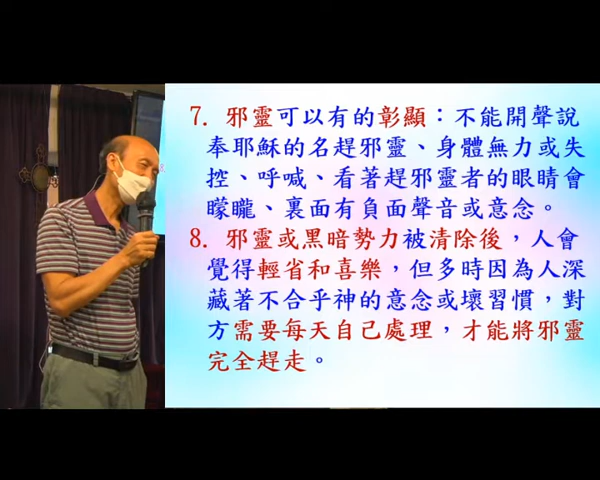 7. 邪靈可以有的彰顯：不能開聲說
奉耶穌的名趕邪靈、身體無力或失
控、呼喊、看著趕邪靈者的眼睛會
矇矓、裏面有負面聲音或意念。
8. 邪靈或黑暗勢力被清除後，人會
覺得輕省和喜樂，但多時因為人深
藏著不合乎神的意念或壞習慣，對
方需要每天自己處理，才能將邪靈
完全趕走。